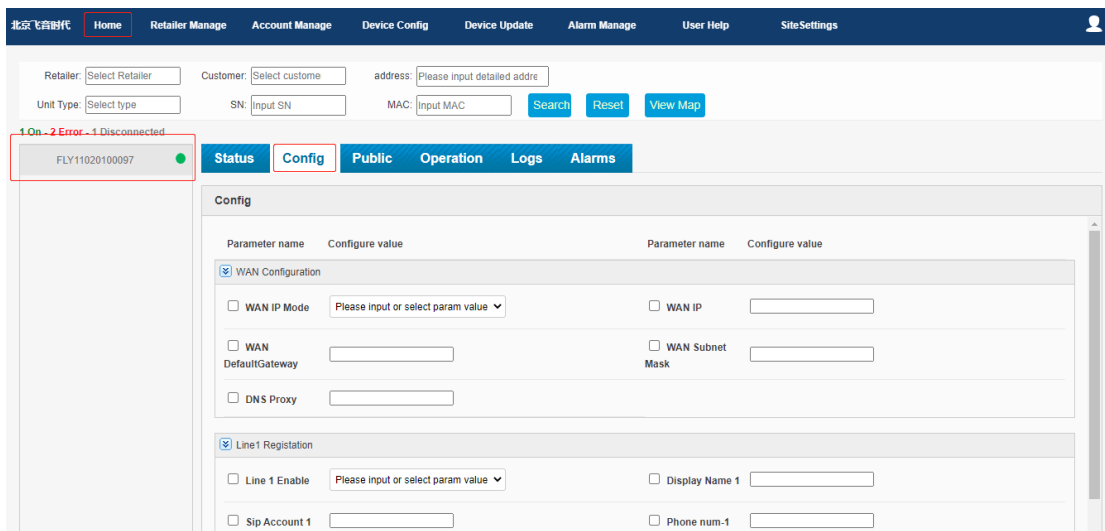 北京飞音时代 Home Retailer Manage Account Manage Device Config Device Update Alarm Manage User Help SiteSettings
Retailer: Select Retailer Customer: Select custome address: Please input detailed addre
Unit Type: Select type SN: Input SN MAC: Input MAC Search Reset View Map
1 On - 2 Error - 1 Disconnected
FLY11020100097
Status Config Public Operation Logs Alarms
Config
Parameter name Configure value Parameter name Configure value
WAN Configuration
WAN IP Mode Please input or select param value WAN IP
WAN DefaultGateway WAN Subnet Mask
DNS Proxy
Line1 Registation
Line 1 Enable Please input or select param value Display Name 1
Sip Account 1 Phone num-1